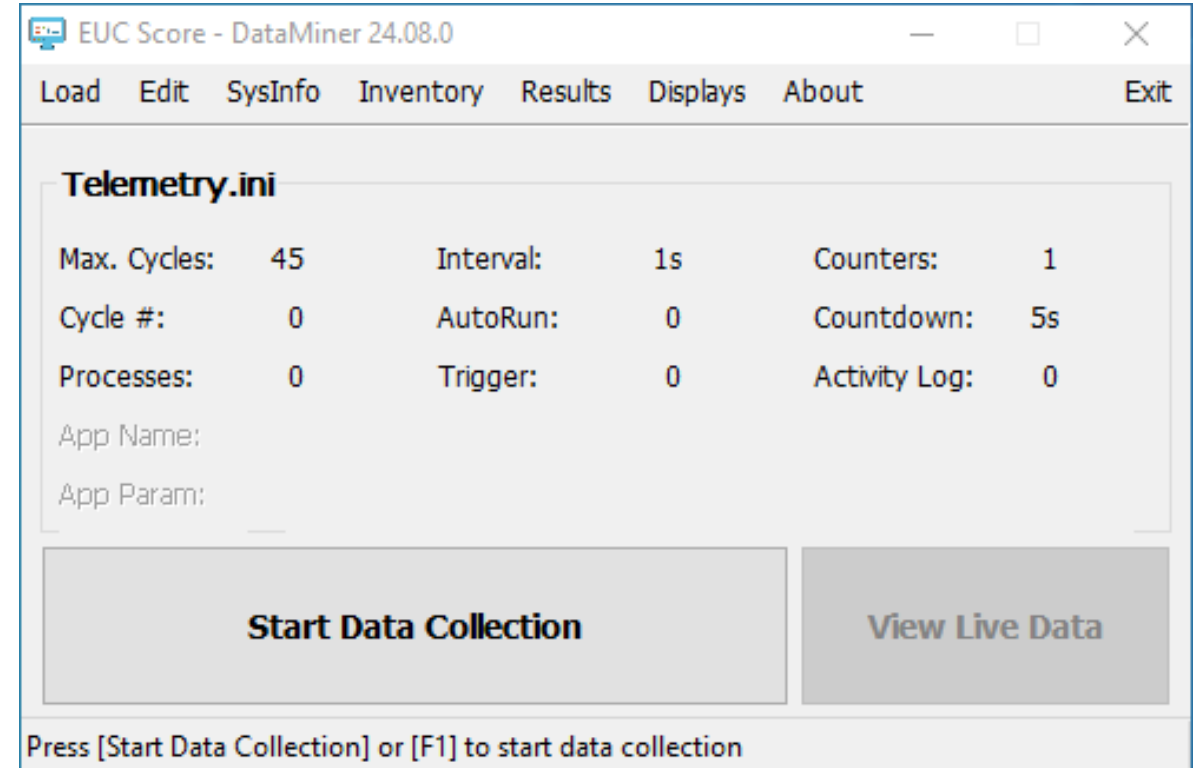 EUC Score - DataMiner 24.08.0
Load Edit SysInfo Inventory Results Displays About Exit
Telemetry.ini
Max. Cycles: 45 Interval: 1s Counters: 1
Cycle #: 0 AutoRun: 0 Countdown: 5s
Processes: 0 Trigger: 0 Activity Log: 0
App Name:
App Param:
Start Data Collection View Live Data
Press [Start Data Collection] or [F1] to start data collection